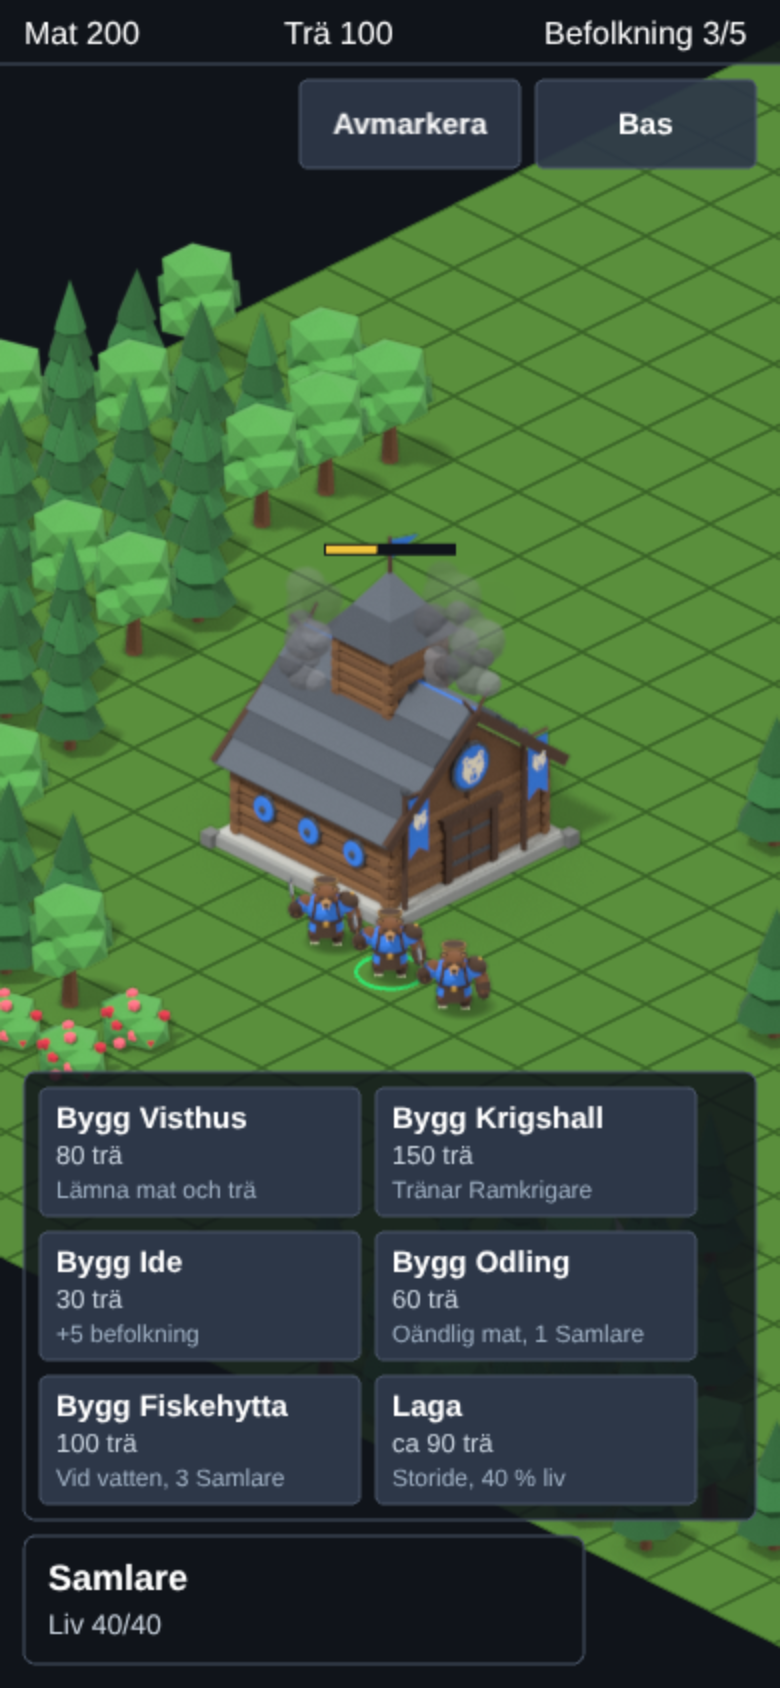 Mat 200
Trä 100
Befolkning 3/5
Avmarkera
Bas
Bygg Visthus
80 trä
Lämna mat och trä
Bygg Krigshall
150 trä
Tränar Ramkrigare
Bygg Ide
30 trä
+5 befolkning
Bygg Odling
60 trä
Oändlig mat, 1 Samlare
Bygg Fiskehytta
100 trä
Vid vatten, 3 Samlare
Laga
ca 90 trä
Storide, 40 % liv
Samlare
Liv 40/40